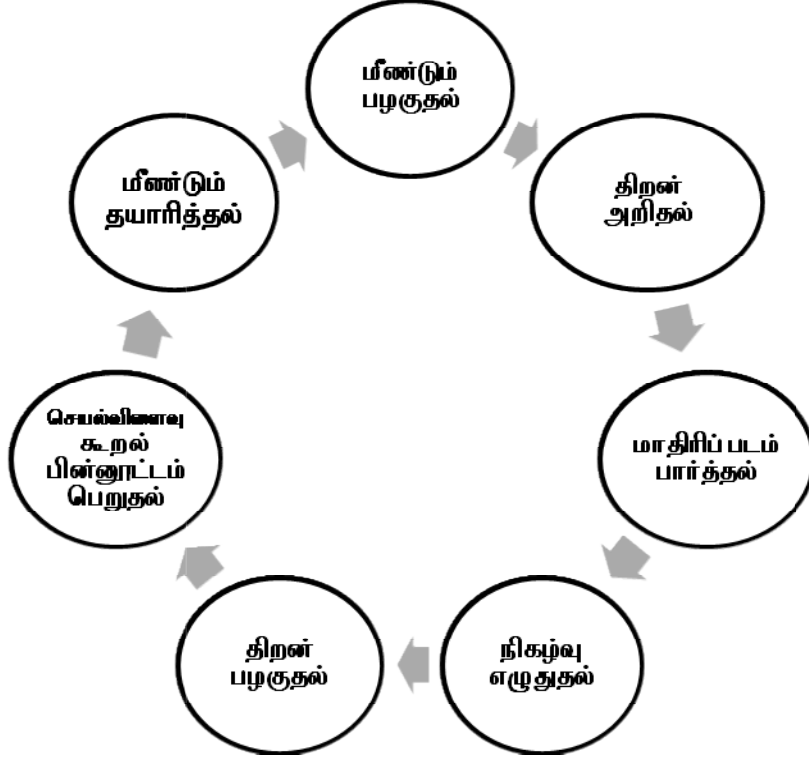 மீண்டும்
பழகுதல்
திறன்
அறிதல்
மாதிரிப் படம்
பார்த்தல்
நிகழ்வு
எழுதுதல்
திறன்
பழகுதல்
செயல்விளைவு
கூறல்
பின்னூட்டம்
பெறுதல்
மீண்டும்
தயாரித்தல்